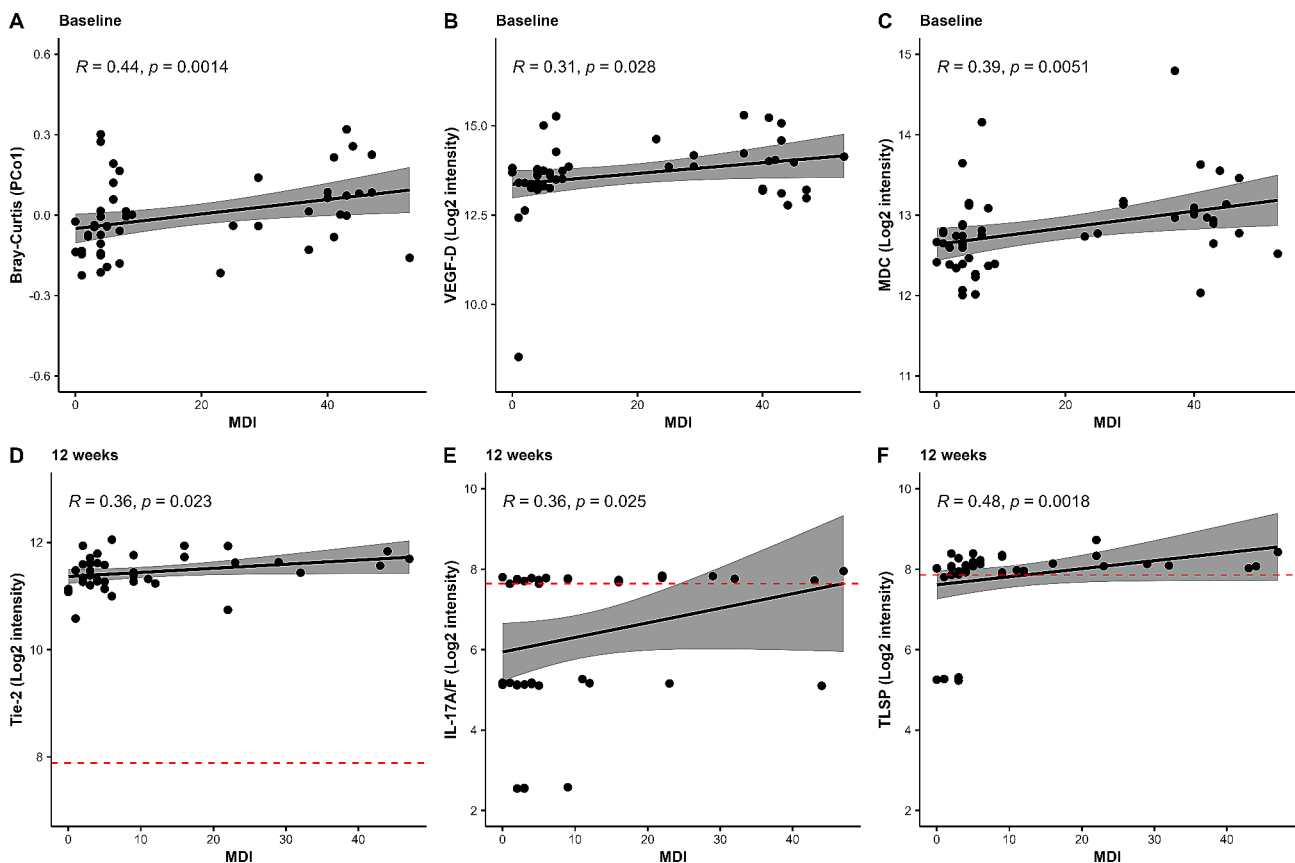 A Baseline
Bray-Curtis (PCo1)
0.6
0.3
0.0
-0.3
-0.6
R = 0.44, p = 0.0014
0 20 40
MDI
B Baseline
VEGF-D (Log2 intensity)
15.0
12.5
10.0
R = 0.31, p = 0.028
0 20 40
MDI
C Baseline
MDC (Log2 intensity)
15
14
13
12
11
R = 0.39, p = 0.0051
0 20 40
MDI
D 12 weeks
Tie-2 (Log2 intensity)
12
10
8
R = 0.36, p = 0.023
0 10 20 30 40
MDI
E 12 weeks
IL-17A/F (Log2 intensity)
10
8
6
4
2
R = 0.36, p = 0.025
0 10 20 30 40
MDI
F 12 weeks
TLSP (Log2 intensity)
10
8
6
4
2
R = 0.48, p = 0.0018
0 10 20 30 40
MDI